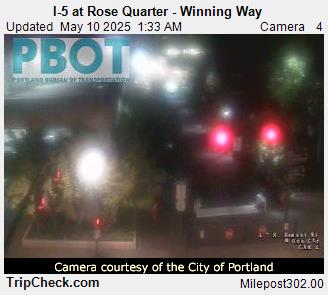 I-5 at Rose Quarter - Winning Way
Updated  May 10 2025  1:33 AM Camera 4
PBOT
PORTLAND BUREAU OF TRANSPORTATION
Camera courtesy of the City of Portland
TripCheck.com Milepost302.00